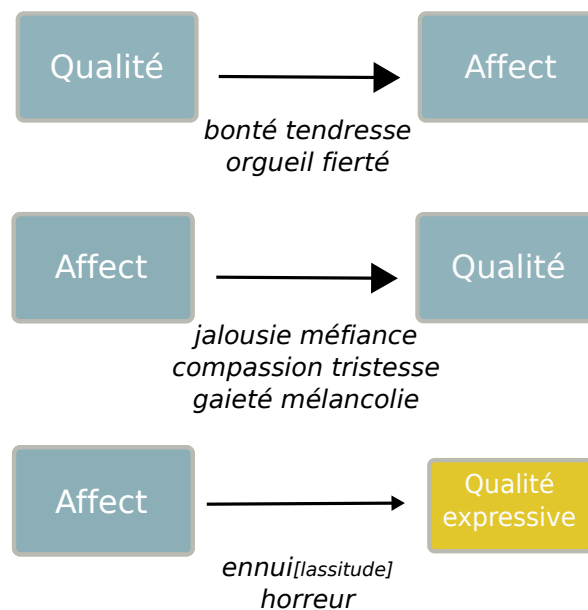 Qualité
Affect
bonté tendresse
orgueil fierté
Affect
Qualité
jalousie méfiance
compassion tristesse
gaieté mélancolie
Affect
Qualité
expressive
ennui[lassitude]
horreur